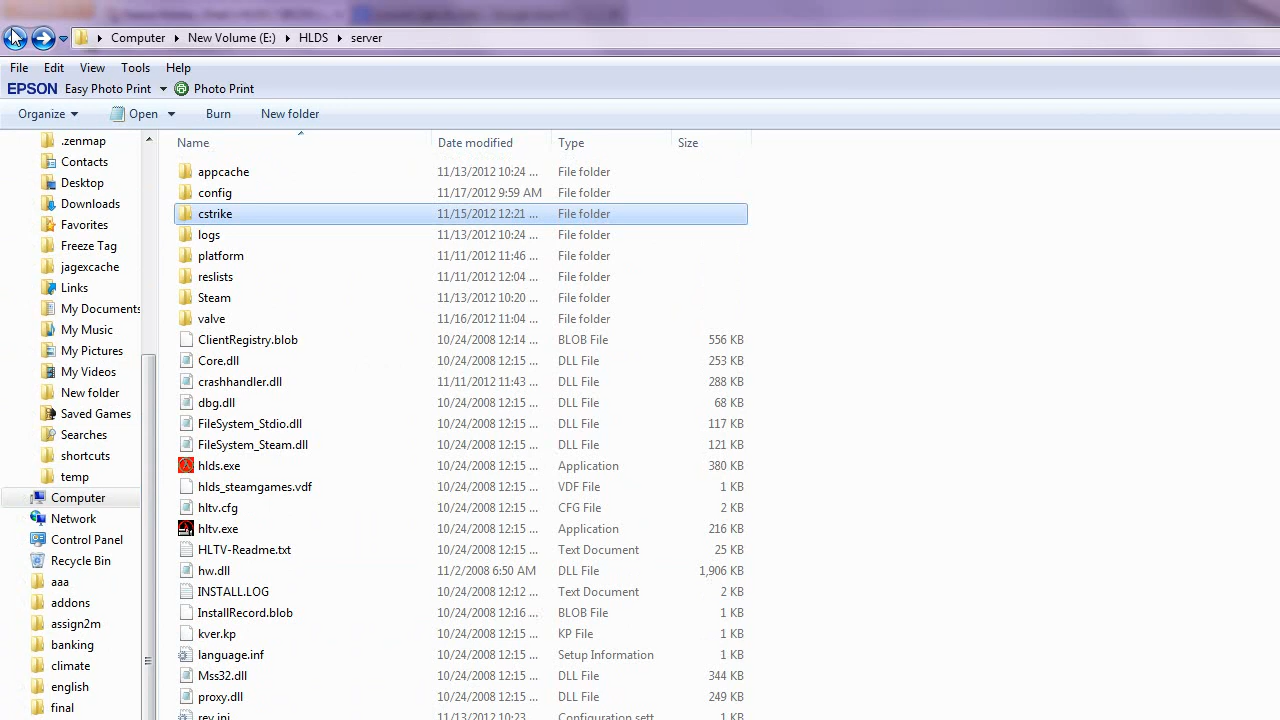 Computer New Volume (E:) HLDS server
File Edit View Tools Help
EPSON Easy Photo Print Photo Print
Organize Open Burn New folder
Name Date modified Type Size
.zenmap
Contacts
Desktop
Downloads
Favorites
Freeze Tag
jagexcache
Links
My Documents
My Music
My Pictures
My Videos
New folder
Saved Games
Searches
shortcuts
temp
Computer
Network
Control Panel
Recycle Bin
aaa
addons
assign2m
banking
climate
english
final
appcache 11/13/2012 10:24 ... File folder
config 11/17/2012 9:59 AM File folder
cstrike 11/15/2012 12:21 ... File folder
logs 11/13/2012 10:24 ... File folder
platform 11/11/2012 11:46 ... File folder
reslists 11/11/2012 12:04 ... File folder
Steam 11/13/2012 10:20 ... File folder
valve 11/16/2012 11:04 ... File folder
ClientRegistry.blob 10/24/2008 12:14 ... BLOB File 556 KB
Core.dll 10/24/2008 12:15 ... DLL File 253 KB
crashhandler.dll 11/11/2012 11:43 ... DLL File 288 KB
dbg.dll 10/24/2008 12:15 ... DLL File 68 KB
FileSystem_Stdio.dll 10/24/2008 12:15 ... DLL File 117 KB
FileSystem_Steam.dll 10/24/2008 12:15 ... DLL File 121 KB
hlds.exe 10/24/2008 12:15 ... Application 380 KB
hlds_steamgames.vdf 10/24/2008 12:15 ... VDF File 1 KB
hltv.cfg 10/24/2008 12:15 ... CFG File 2 KB
hltv.exe 10/24/2008 12:15 ... Application 216 KB
HLTV-Readme.txt 10/24/2008 12:15 ... Text Document 25 KB
hw.dll 11/2/2008 6:50 AM DLL File 1,906 KB
INSTALL.LOG 10/24/2008 12:12 ... Text Document 2 KB
InstallRecord.blob 10/24/2008 12:16 ... BLOB File 1 KB
kver.kp 10/24/2008 12:15 ... KP File 1 KB
language.inf 10/24/2008 12:15 ... Setup Information 1 KB
Mss32.dll 10/24/2008 12:15 ... DLL File 344 KB
proxy.dll 10/24/2008 12:15 ... DLL File 249 KB
rev.ini 11/13/2012 10:23 ... Configuration sett... 1 KB